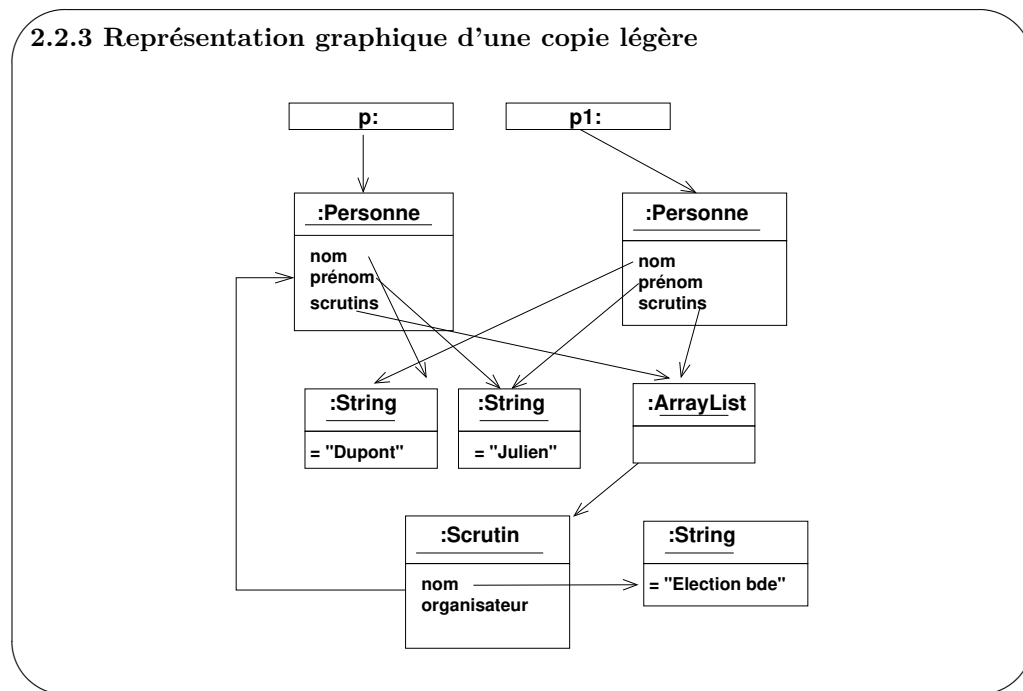 2.2.3 Représentation graphique d'une copie légère
p:
p1:
:Personne
nom
prénom
scrutins
:Personne
nom
prénom
scrutins
:String
= "Dupont"
:String
= "Julien"
:ArrayList
:Scrutin
nom
organisateur
:String
= "Election bde"